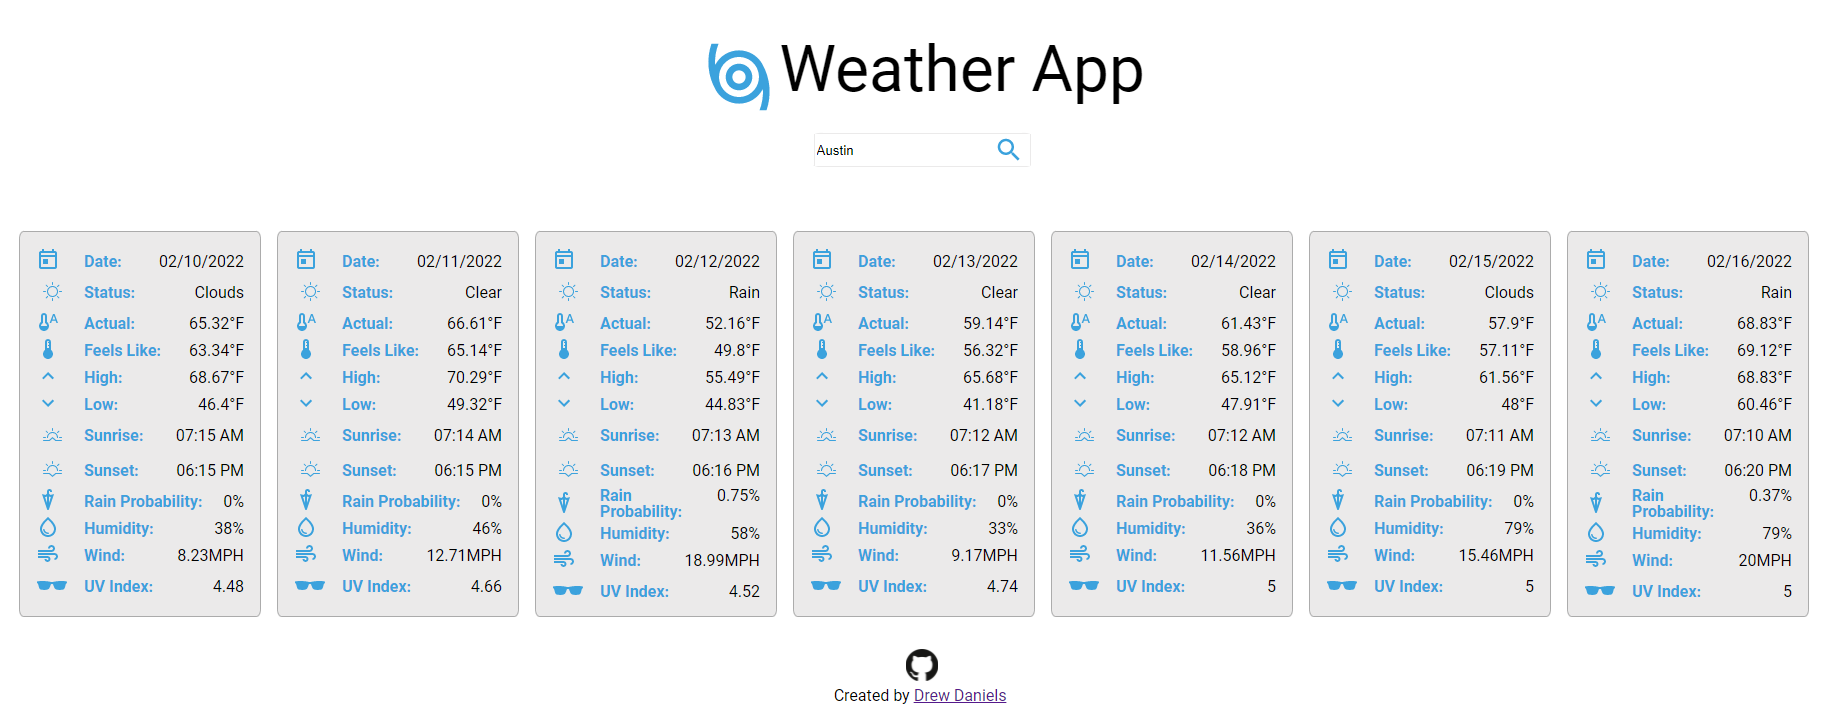 Weather App
Austin
Date: 02/10/2022
Status: Clouds
Actual: 65.32°F
Feels Like: 63.34°F
High: 68.67°F
Low: 46.4°F
Sunrise: 07:15 AM
Sunset: 06:15 PM
Rain Probability: 0%
Humidity: 38%
Wind: 8.23MPH
UV Index: 4.48
Date: 02/11/2022
Status: Clear
Actual: 66.61°F
Feels Like: 65.14°F
High: 70.29°F
Low: 49.32°F
Sunrise: 07:14 AM
Sunset: 06:15 PM
Rain Probability: 0%
Humidity: 46%
Wind: 12.71MPH
UV Index: 4.66
Date: 02/12/2022
Status: Rain
Actual: 52.16°F
Feels Like: 49.8°F
High: 55.49°F
Low: 44.83°F
Sunrise: 07:13 AM
Sunset: 06:16 PM
Rain 0.75%
Probability:
Humidity: 58%
Wind: 18.99MPH
UV Index: 4.52
Date: 02/13/2022
Status: Clear
Actual: 59.14°F
Feels Like: 56.32°F
High: 65.68°F
Low: 41.18°F
Sunrise: 07:12 AM
Sunset: 06:17 PM
Rain Probability: 0%
Humidity: 33%
Wind: 9.17MPH
UV Index: 4.74
Date: 02/14/2022
Status: Clear
Actual: 61.43°F
Feels Like: 58.96°F
High: 65.12°F
Low: 47.91°F
Sunrise: 07:12 AM
Sunset: 06:18 PM
Rain Probability: 0%
Humidity: 36%
Wind: 11.56MPH
UV Index: 5
Date: 02/15/2022
Status: Clouds
Actual: 57.9°F
Feels Like: 57.11°F
High: 61.56°F
Low: 48°F
Sunrise: 07:11 AM
Sunset: 06:19 PM
Rain Probability: 0%
Humidity: 79%
Wind: 15.46MPH
UV Index: 5
Date: 02/16/2022
Status: Rain
Actual: 68.83°F
Feels Like: 69.12°F
High: 68.83°F
Low: 60.46°F
Sunrise: 07:10 AM
Sunset: 06:20 PM
Rain 0.37%
Probability:
Humidity: 79%
Wind: 20MPH
UV Index: 5
Created by Drew Daniels